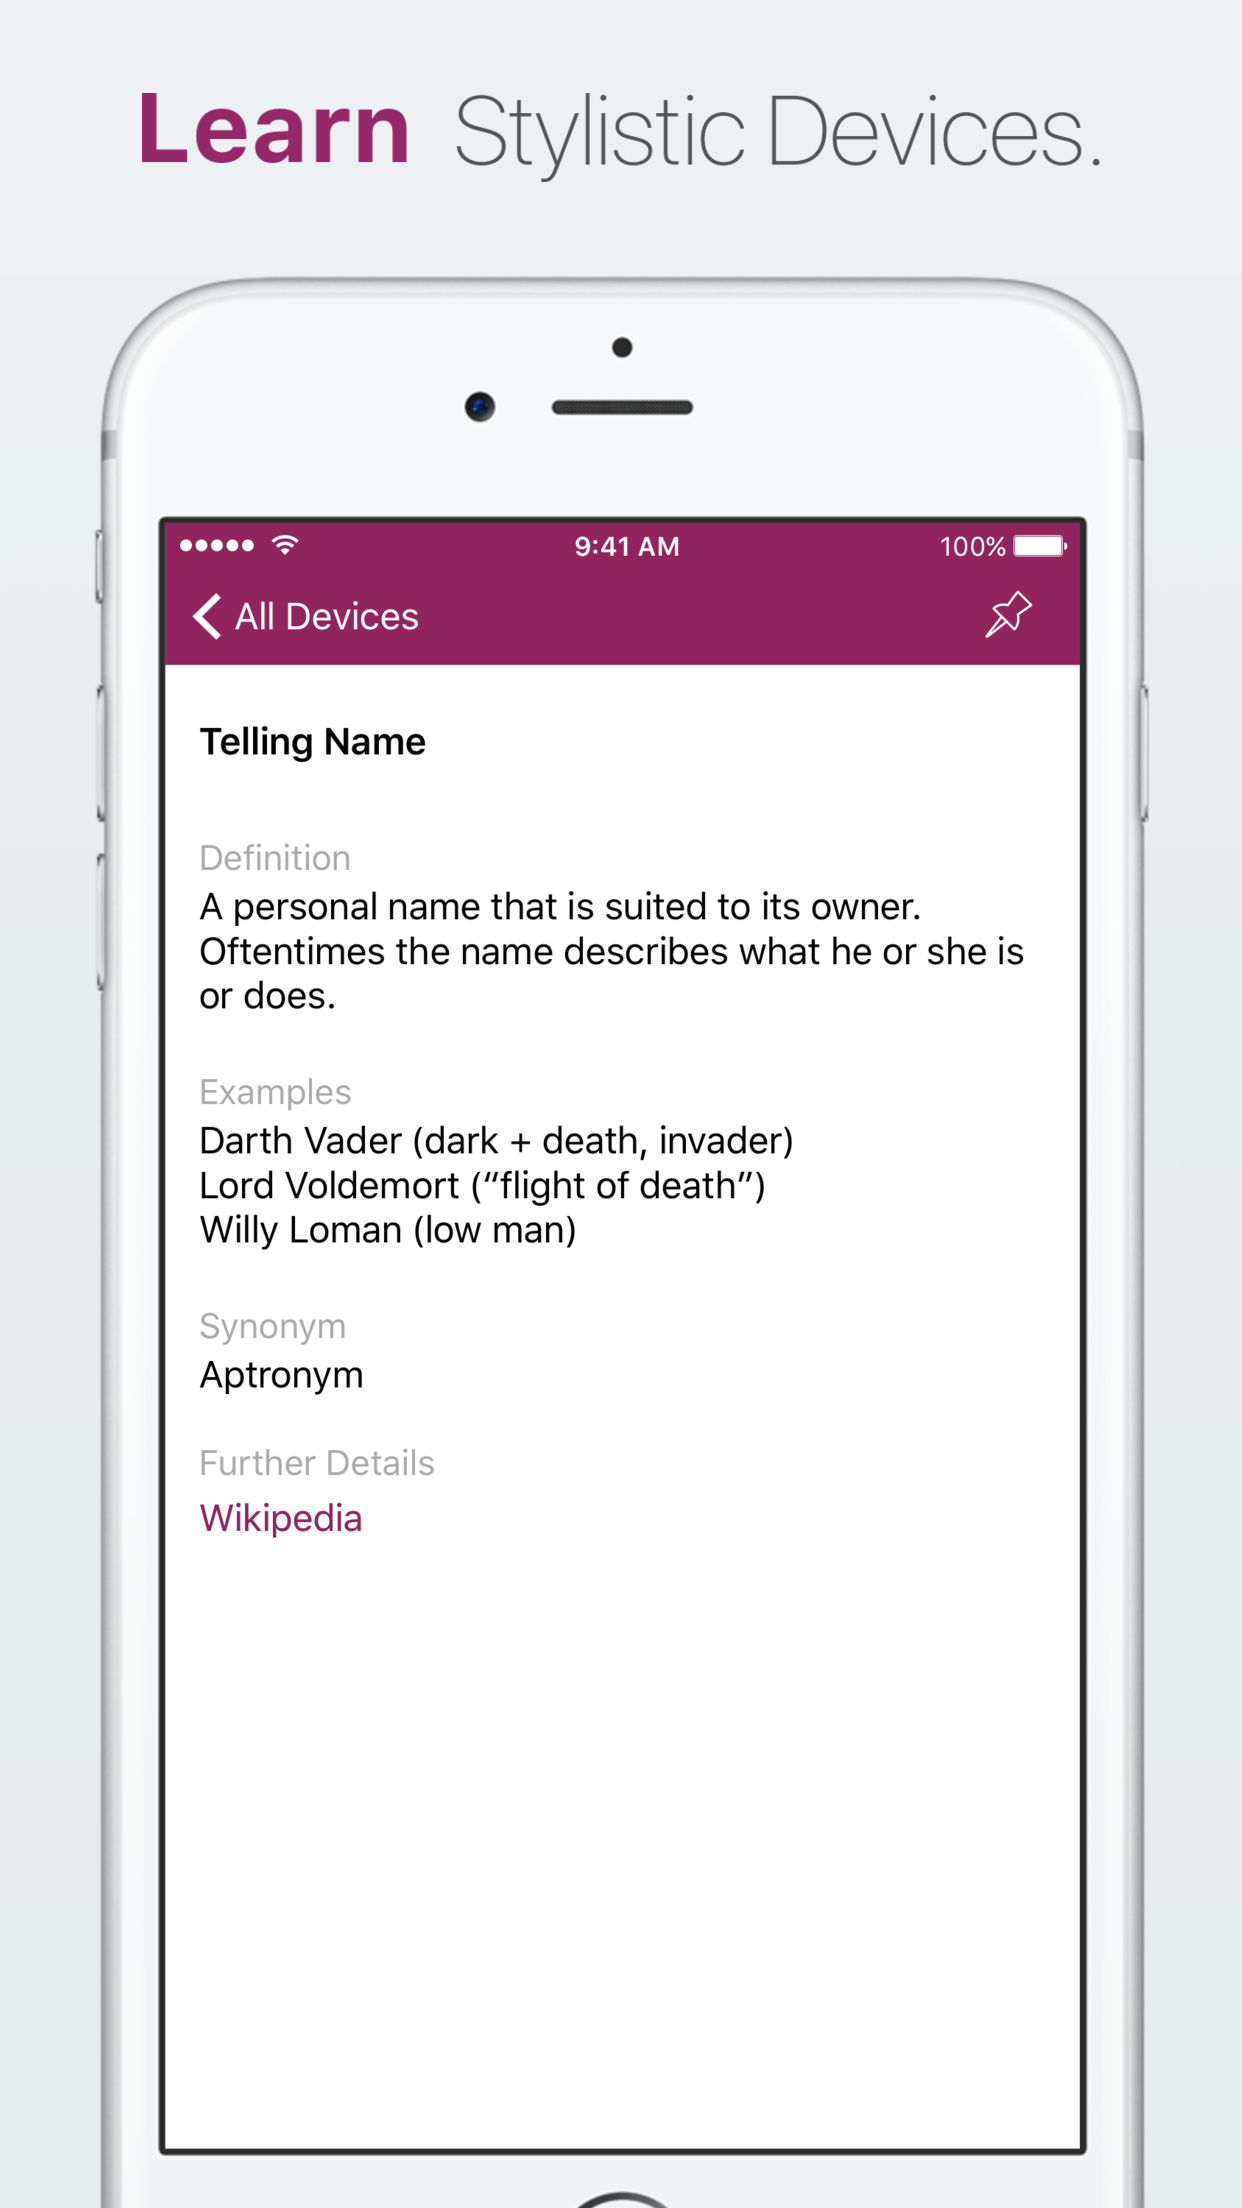 Learn Stylistic Devices.
9:41 AM
100%
All Devices
Telling Name
Definition
A personal name that is suited to its owner.
Oftentimes the name describes what he or she is
or does.
Examples
Darth Vader (dark + death, invader)
Lord Voldemort (“flight of death”)
Willy Loman (low man)
Synonym
Aptronym
Further Details
Wikipedia